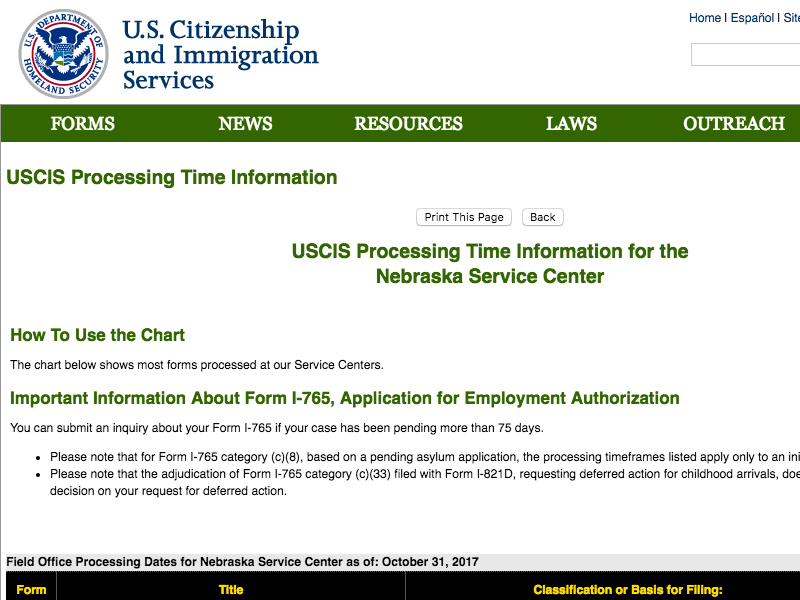 U.S. DEPARTMENT OF
HOMELAND SECURITY
U.S. Citizenship
and Immigration
Services
Home I Español I Site
FORMS NEWS RESOURCES LAWS OUTREACH
USCIS Processing Time Information
Print This Page Back
USCIS Processing Time Information for the
Nebraska Service Center
How To Use the Chart
The chart below shows most forms processed at our Service Centers.
Important Information About Form I-765, Application for Employment Authorization
You can submit an inquiry about your Form I-765 if your case has been pending more than 75 days.
• Please note that for Form I-765 category (c)(8), based on a pending asylum application, the processing timeframes listed apply only to an
• Please note that the adjudication of Form I-765 category (c)(33) filed with Form I-821D, requesting deferred action for childhood arrivals,
decision on your request for deferred action.
Field Office Processing Dates for Nebraska Service Center as of: October 31, 2017
Form Title Classification or Basis for Filing: